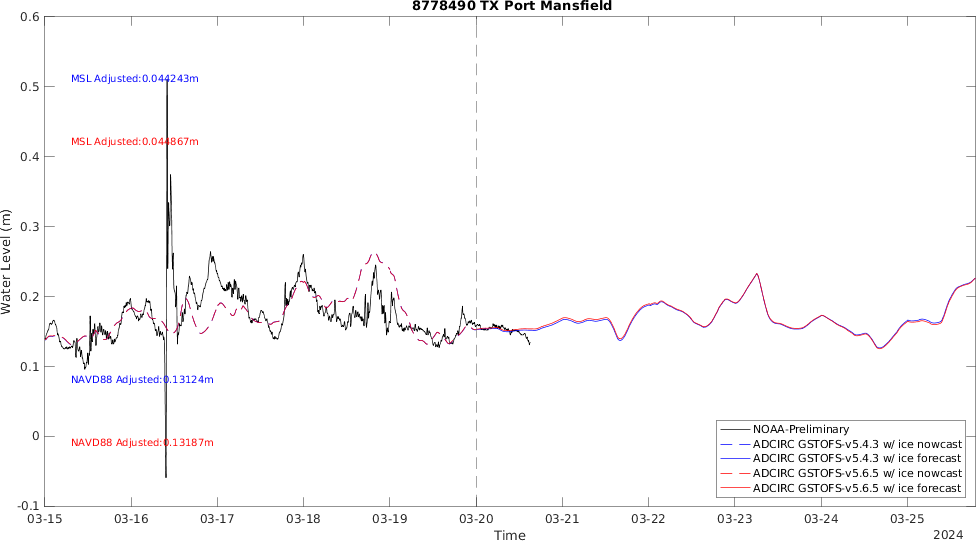 8778490 TX Port Mansfield
Water Level (m)
0.6
0.5
0.4
0.3
0.2
0.1
0
-0.1
MSL Adjusted:0.044243m
MSL Adjusted:0.044867m
NAVD88 Adjusted:0.13124m
NAVD88 Adjusted:0.13187m
NOAA-Preliminary
ADCIRC GSTOFS-v5.4.3 w/ ice nowcast
ADCIRC GSTOFS-v5.4.3 w/ ice forecast
ADCIRC GSTOFS-v5.6.5 w/ ice nowcast
ADCIRC GSTOFS-v5.6.5 w/ ice forecast
03-15 03-16 03-17 03-18 03-19 03-20 03-21 03-22 03-23 03-24 03-25
Time
2024